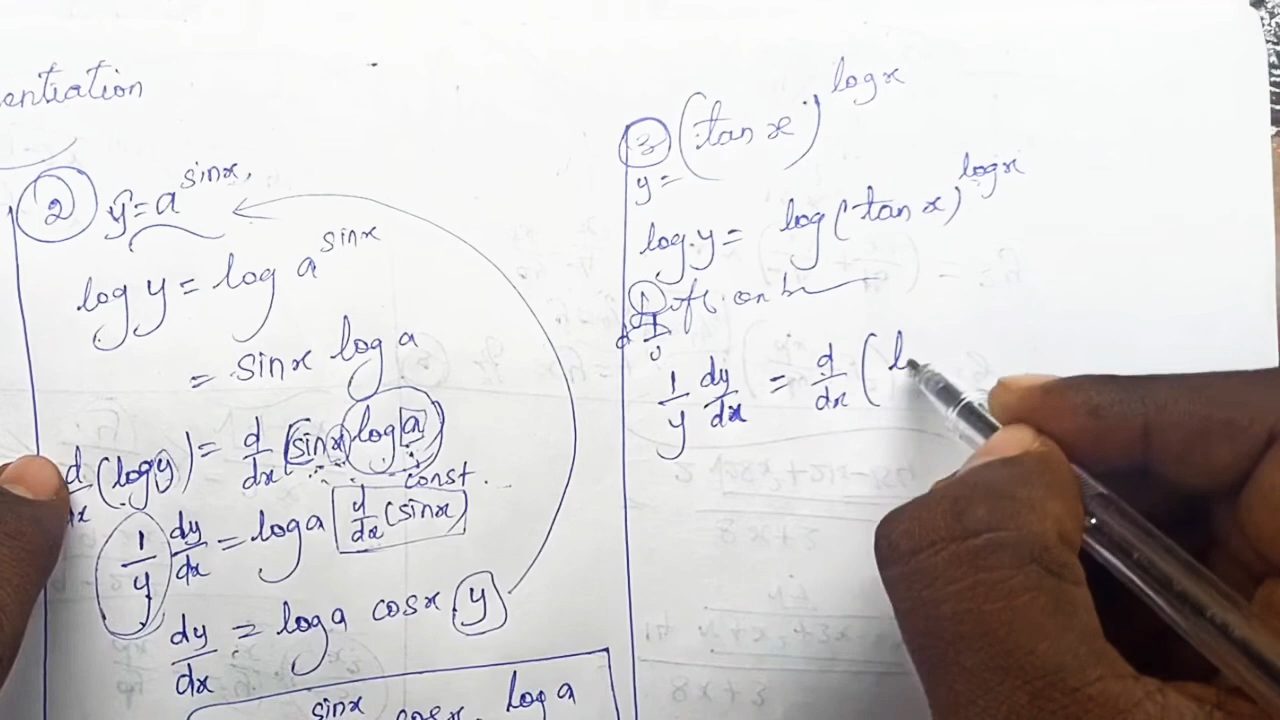 entiation
② y = a^sinx.
log y = log a^sinx
= sinx log a
d/dx (log y) = d/dx (sinx log a)
const.
1/y dy/dx = log a d/dx (sinx)
dy/dx = log a cosx y
sinx cosx log a
③ (tan x)^logx
y =
log y = log (tan x)^logx
Diff. on b
1/y dy/dx = d/dx ( lo